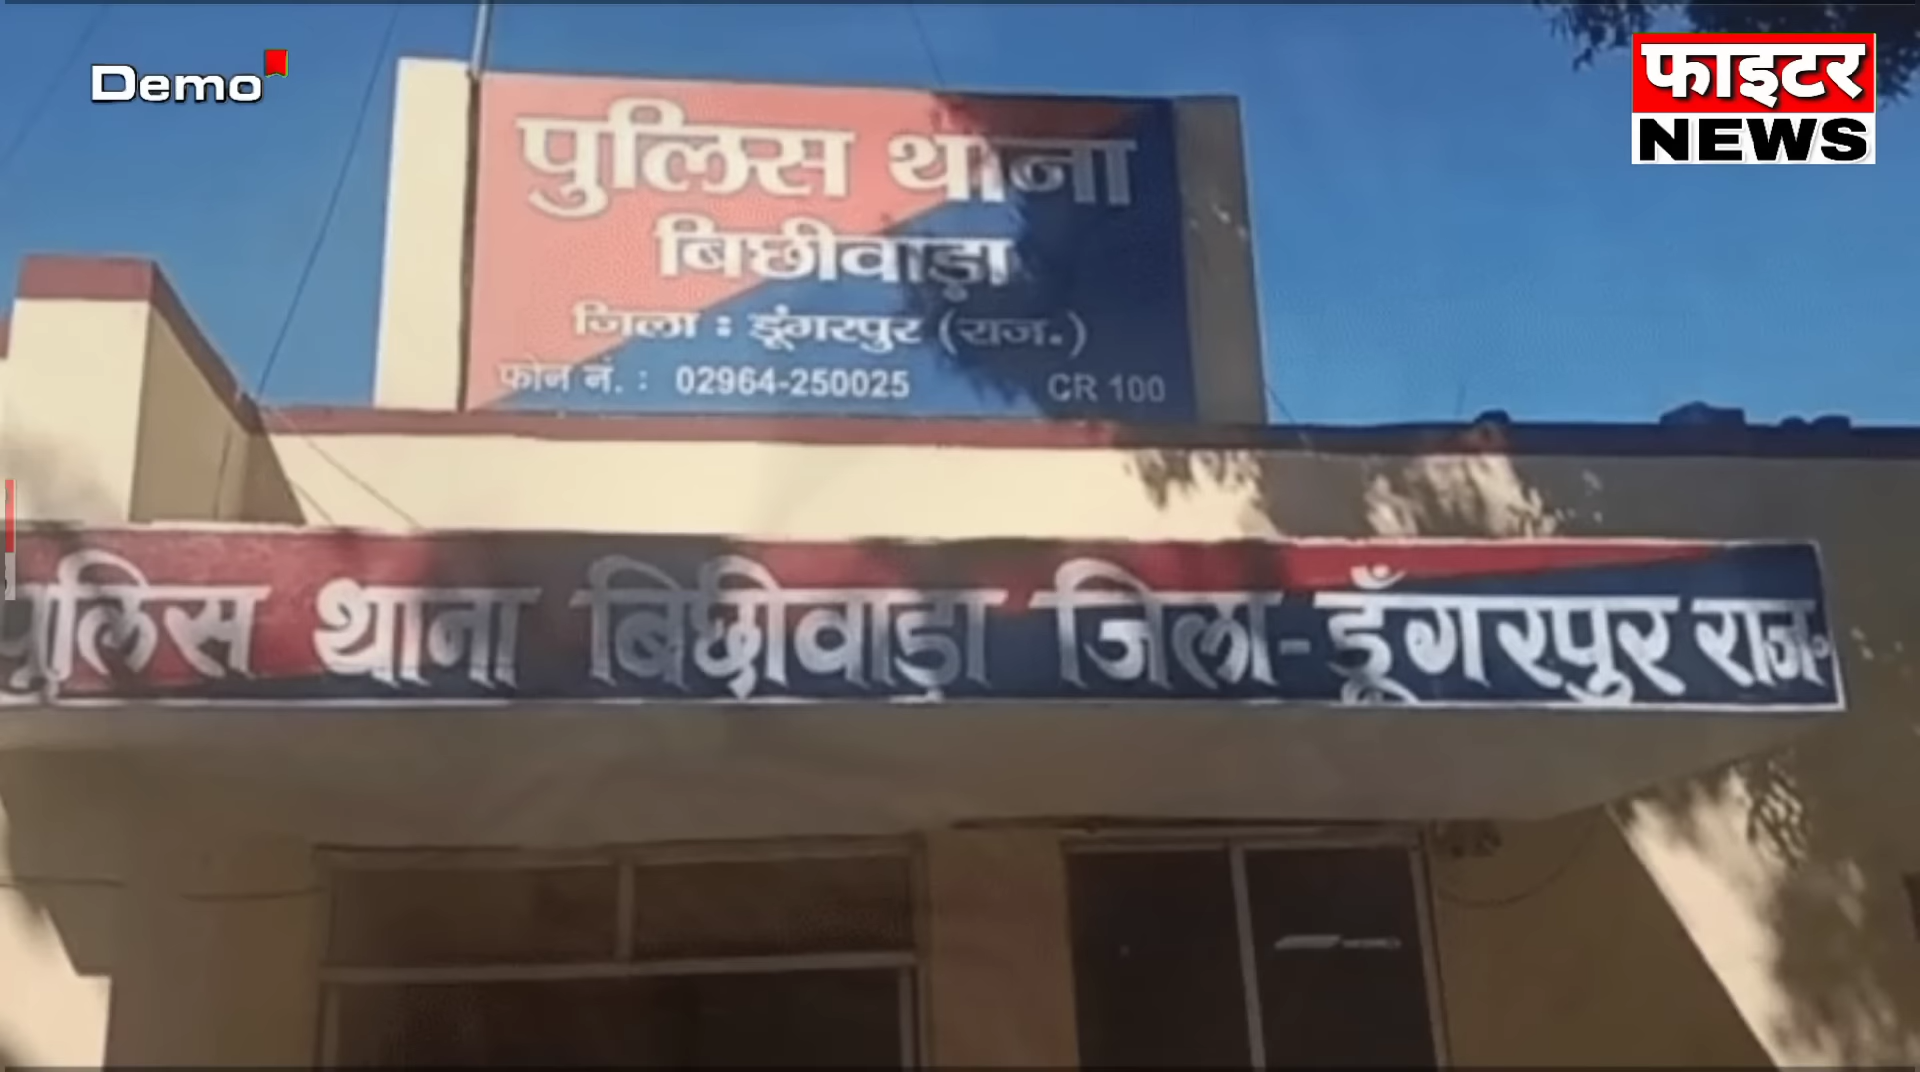 Demo
फाइटर
NEWS
पुलिस थाना
बिछीवाड़ा
जिला : डूंगरपुर (राज.)
फोन नं. : 02964-250025 CR 100
पुलिस थाना बिछीवाड़ा जिला-डूँगरपुर राज.